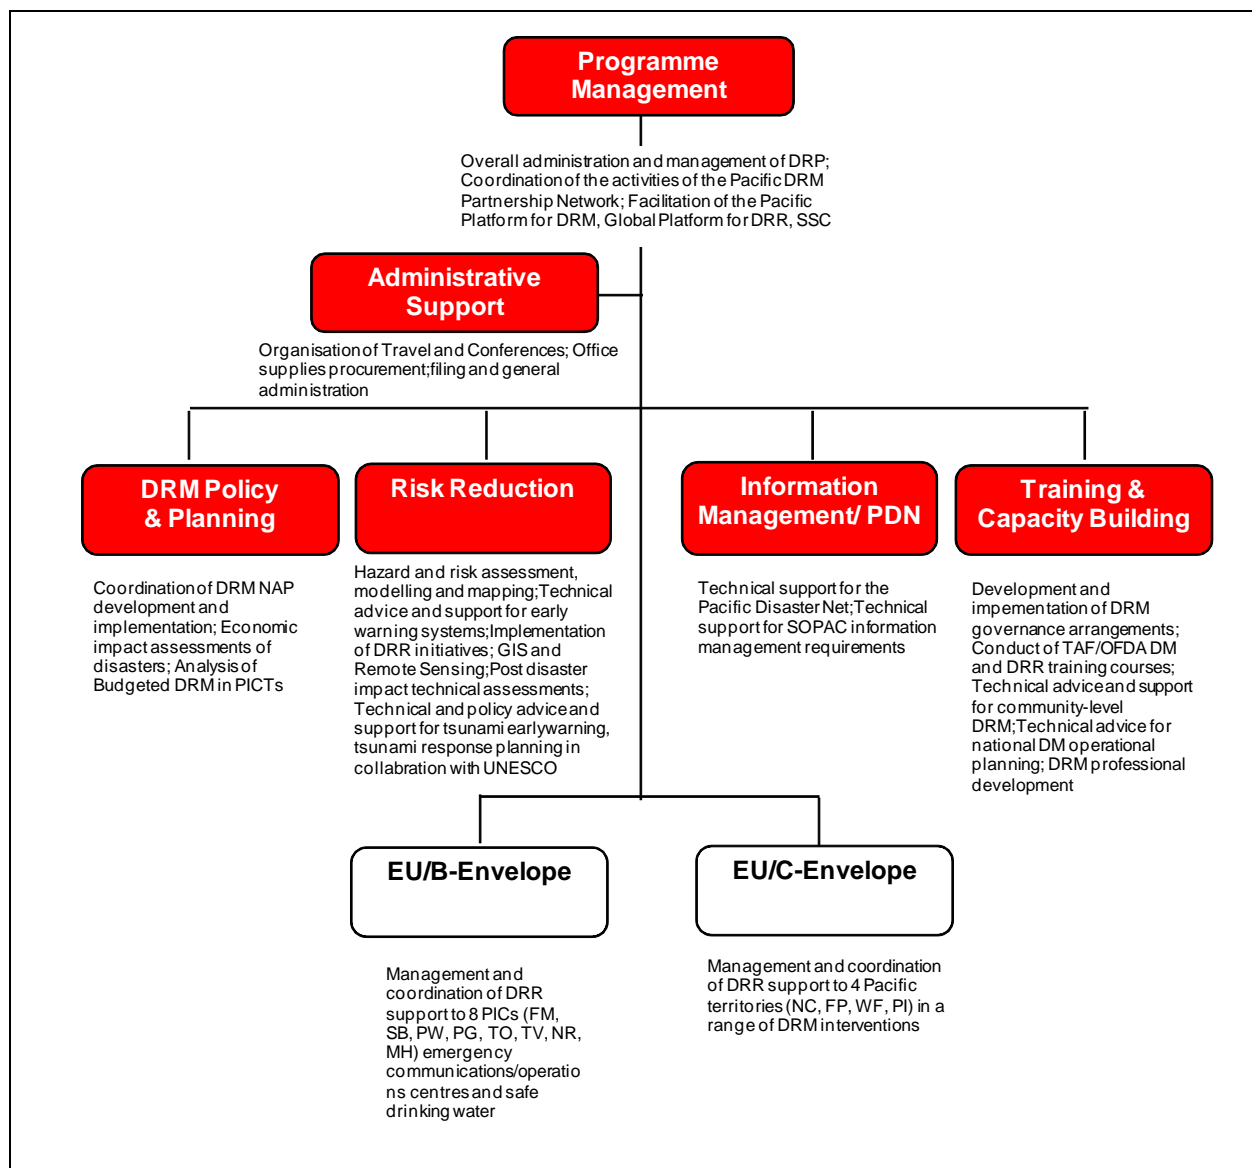 Programme
Management
Overall administration and management of DRP;
Coordination of the activities of the Pacific DRM
Partnership Network; Facilitation of the Pacific
Platform for DRM, Global Platform for DRR, SSC
Administrative
Support
Organisation of Travel and Conferences; Office
supplies procurement;filing and general
administration
DRM Policy
& Planning
Coordination of DRM NAP
development and
implementation; Economic
impact assessments of
disasters; Analysis of
Budgeted DRM in PICTs
Risk Reduction
Hazard and risk assessment,
modelling and mapping;Technical
advice and support for early
warning systems;Implementation
of DRR initiatives; GIS and
Remote Sensing;Post disaster
impact technical assessments;
Technical and policy advice and
support for tsunami earlywarning,
tsunami response planning in
collabration with UNESCO
Information
Management/ PDN
Technical support for the
Pacific Disaster Net;Technical
support for SOPAC information
management requirements
Training &
Capacity Building
Development and
impementation of DRM
governance arrangements;
Conduct of TAF/OFDA DM
and DRR training courses;
Technical advice and support
for community-level
DRM;Technical advice for
national DM operational
planning; DRM professional
development
EU/B-Envelope
Management and
coordination of DRR
support to 8 PICs (FM,
SB, PW, PG, TO, TV, NR,
MH) emergency
communications/operatio
ns centres and safe
drinking water
EU/C-Envelope
Management and coordination
of DRR support to 4 Pacific
territories (NC, FP, WF, PI) in a
range of DRM interventions